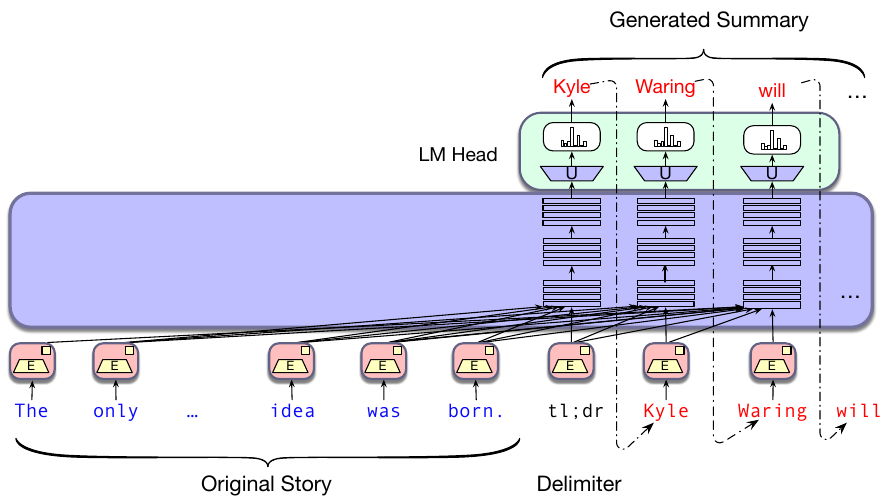 Generated Summary
Kyle Waring will ...
LM Head
U U U
...
E E E E E E E E
The only ... idea was born. tl;dr Kyle Waring will
Original Story Delimiter